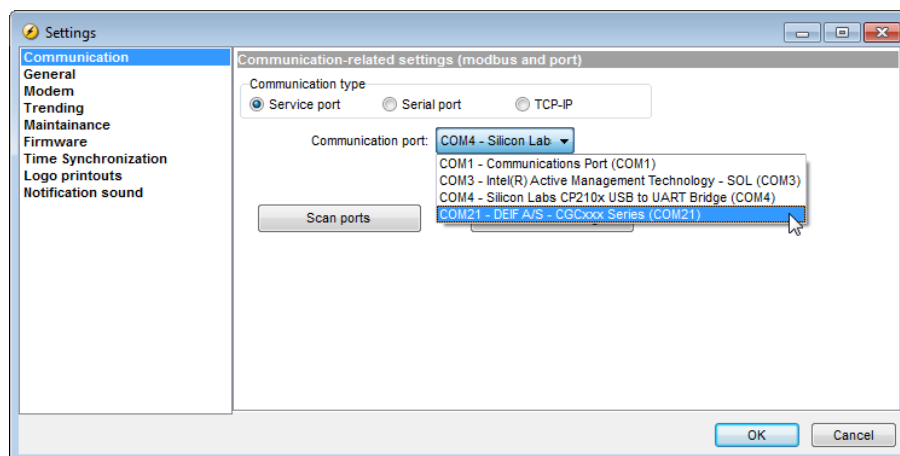 Settings
Communication
General
Modem
Trending
Maintainance
Firmware
Time Synchronization
Logo printouts
Notification sound
Communication-related settings (modbus and port)
Communication type
Service port
Serial port
TCP-IP
Communication port:
COM4 - Silicon Lab
COM1 - Communications Port (COM1)
COM3 - Intel(R) Active Management Technology - SOL (COM3)
COM4 - Silicon Labs CP210x USB to UART Bridge (COM4)
COM21 - DEIF A/S - CGCxxx Series (COM21)
Scan ports
OK
Cancel